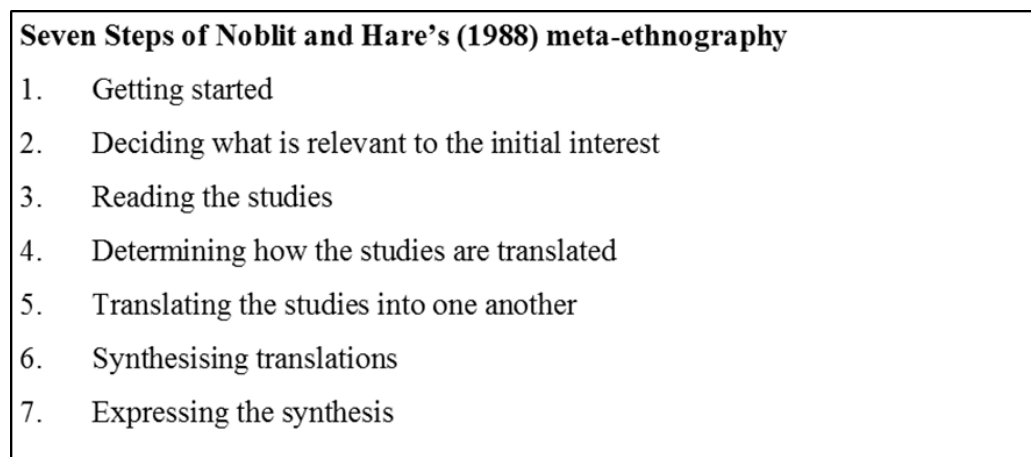 Seven Steps of Noblit and Hare's (1988) meta-ethnography
1. Getting started
2. Deciding what is relevant to the initial interest
3. Reading the studies
4. Determining how the studies are translated
5. Translating the studies into one another
6. Synthesising translations
7. Expressing the synthesis